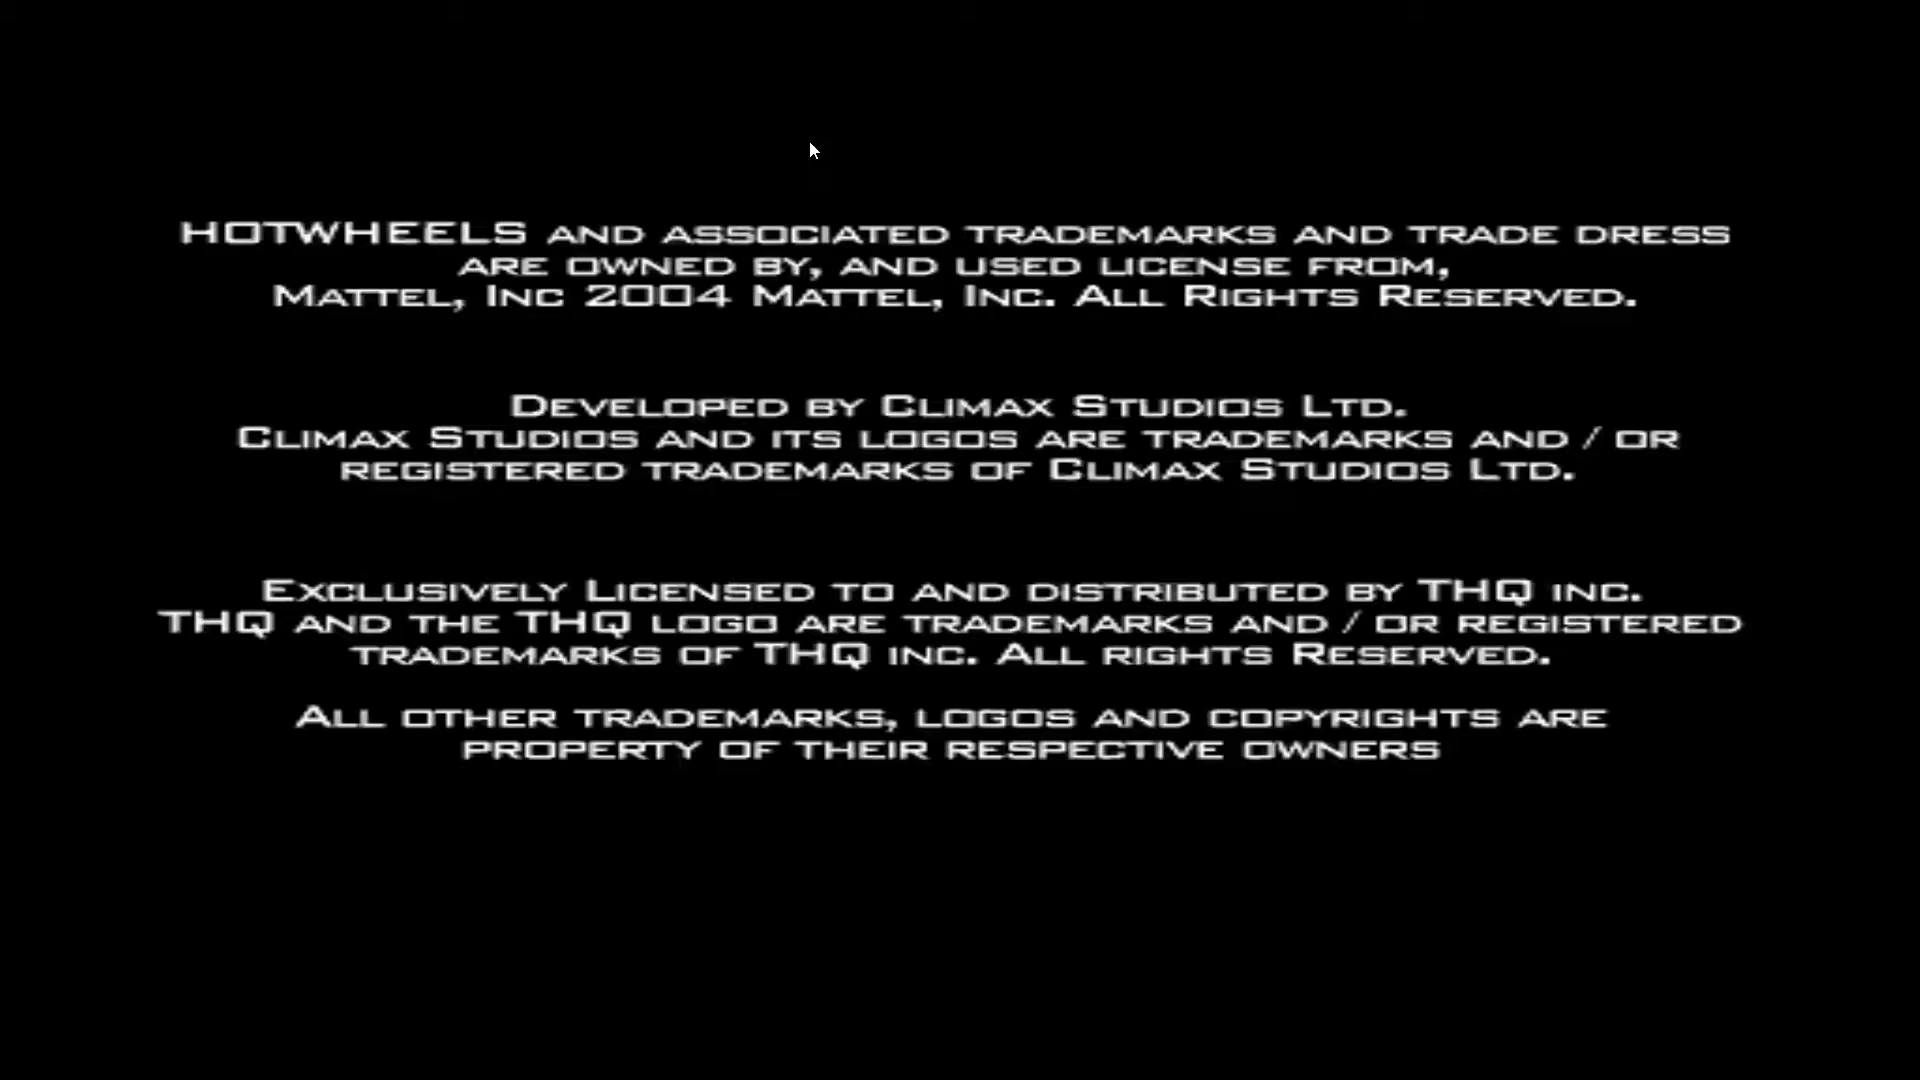 HOTWHEELS AND ASSOCIATED TRADEMARKS AND TRADE DRESS
ARE OWNED BY, AND USED LICENSE FROM,
MATTEL, INC 2004 MATTEL, INC. ALL RIGHTS RESERVED.
DEVELOPED BY CLIMAX STUDIOS LTD.
CLIMAX STUDIOS AND ITS LOGOS ARE TRADEMARKS AND / OR
REGISTERED TRADEMARKS OF CLIMAX STUDIOS LTD.
EXCLUSIVELY LICENSED TO AND DISTRIBUTED BY THQ INC.
THQ AND THE THQ LOGO ARE TRADEMARKS AND / OR REGISTERED
TRADEMARKS OF THQ INC. ALL RIGHTS RESERVED.
ALL OTHER TRADEMARKS, LOGOS AND COPYRIGHTS ARE
PROPERTY OF THEIR RESPECTIVE OWNERS